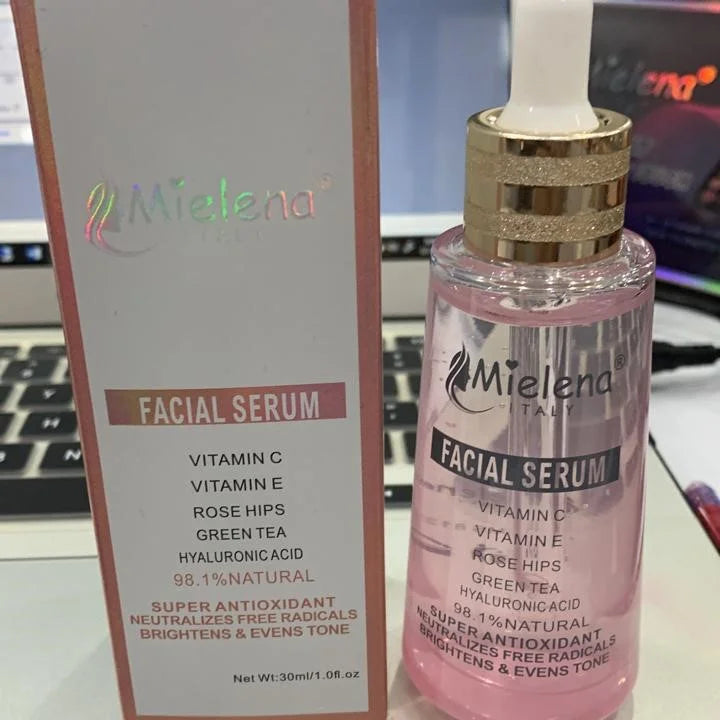 Mielena®
ITALY
FACIAL SERUM
VITAMIN C
VITAMIN E
ROSE HIPS
GREEN TEA
HYALURONIC ACID
98.1%NATURAL
SUPER ANTIOXIDANT
NEUTRALIZES FREE RADICALS
BRIGHTENS & EVENS TONE
Net Wt:30ml/1.0fl.oz
Mielena®
ITALY
FACIAL SERUM
VITAMIN C
VITAMIN E
ROSE HIPS
GREEN TEA
HYALURONIC ACID
98.1%NATURAL
SUPER ANTIOXIDANT
NEUTRALIZES FREE RADICALS
BRIGHTENS & EVENS TONE
Mielena